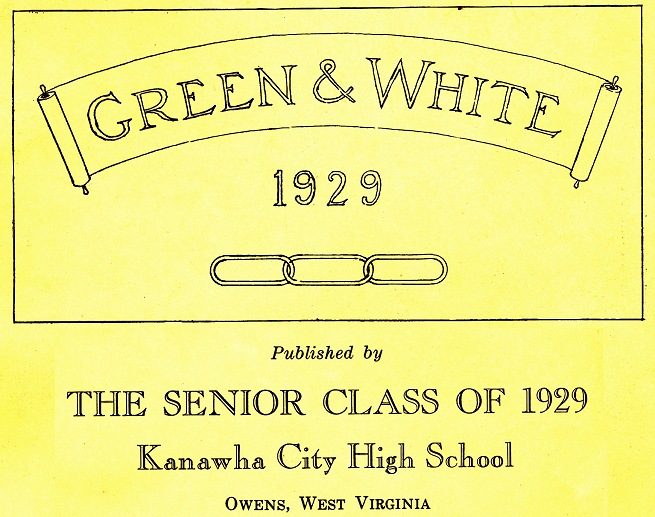 GREEN & WHITE
1929
Published by
THE SENIOR CLASS OF 1929
Kanawha City High School
OWENS, WEST VIRGINIA